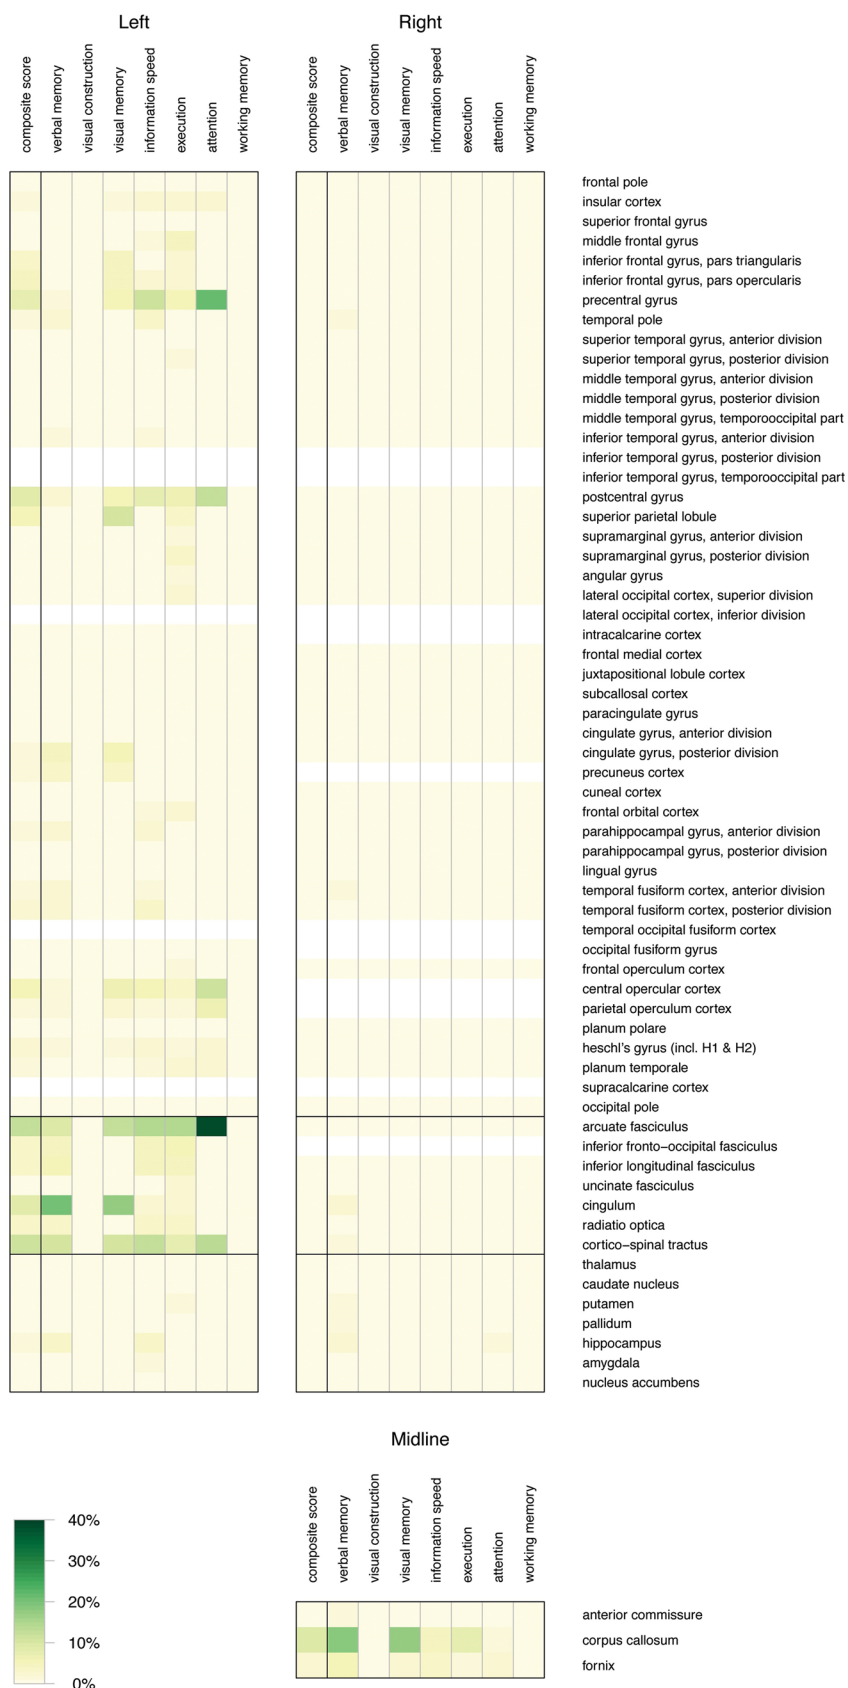 Left
Right
composite score
verbal memory
visual construction
visual memory
information speed
execution
attention
working memory
composite score
verbal memory
visual construction
visual memory
information speed
execution
attention
working memory
frontal pole
insular cortex
superior frontal gyrus
middle frontal gyrus
inferior frontal gyrus, pars triangularis
inferior frontal gyrus, pars opercularis
precentral gyrus
temporal pole
superior temporal gyrus, anterior division
superior temporal gyrus, posterior division
middle temporal gyrus, anterior division
middle temporal gyrus, posterior division
middle temporal gyrus, temporooccipital part
inferior temporal gyrus, anterior division
inferior temporal gyrus, posterior division
inferior temporal gyrus, temporooccipital part
postcentral gyrus
superior parietal lobule
supramarginal gyrus, anterior division
supramarginal gyrus, posterior division
angular gyrus
lateral occipital cortex, superior division
lateral occipital cortex, inferior division
intracalcarine cortex
frontal medial cortex
juxtapositional lobule cortex
subcallosal cortex
paracingulate gyrus
cingulate gyrus, anterior division
cingulate gyrus, posterior division
precuneus cortex
cuneal cortex
frontal orbital cortex
parahippocampal gyrus, anterior division
parahippocampal gyrus, posterior division
lingual gyrus
temporal fusiform cortex, anterior division
temporal fusiform cortex, posterior division
temporal occipital fusiform cortex
occipital fusiform gyrus
frontal operculum cortex
central opercular cortex
parietal operculum cortex
planum polare
heschl's gyrus (incl. H1 & H2)
planum temporale
supracalcarine cortex
occipital pole
arcuate fasciculus
inferior fronto−occipital fasciculus
inferior longitudinal fasciculus
uncinate fasciculus
cingulum
radiatio optica
cortico−spinal tractus
thalamus
caudate nucleus
putamen
pallidum
hippocampus
amygdala
nucleus accumbens
Midline
composite score
verbal memory
visual construction
visual memory
information speed
execution
attention
working memory
anterior commissure
corpus callosum
fornix
40%
30%
20%
10%
0%